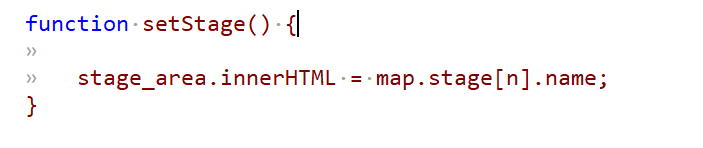 function setStage() {
stage_area.innerHTML = map.stage[n].name;
}